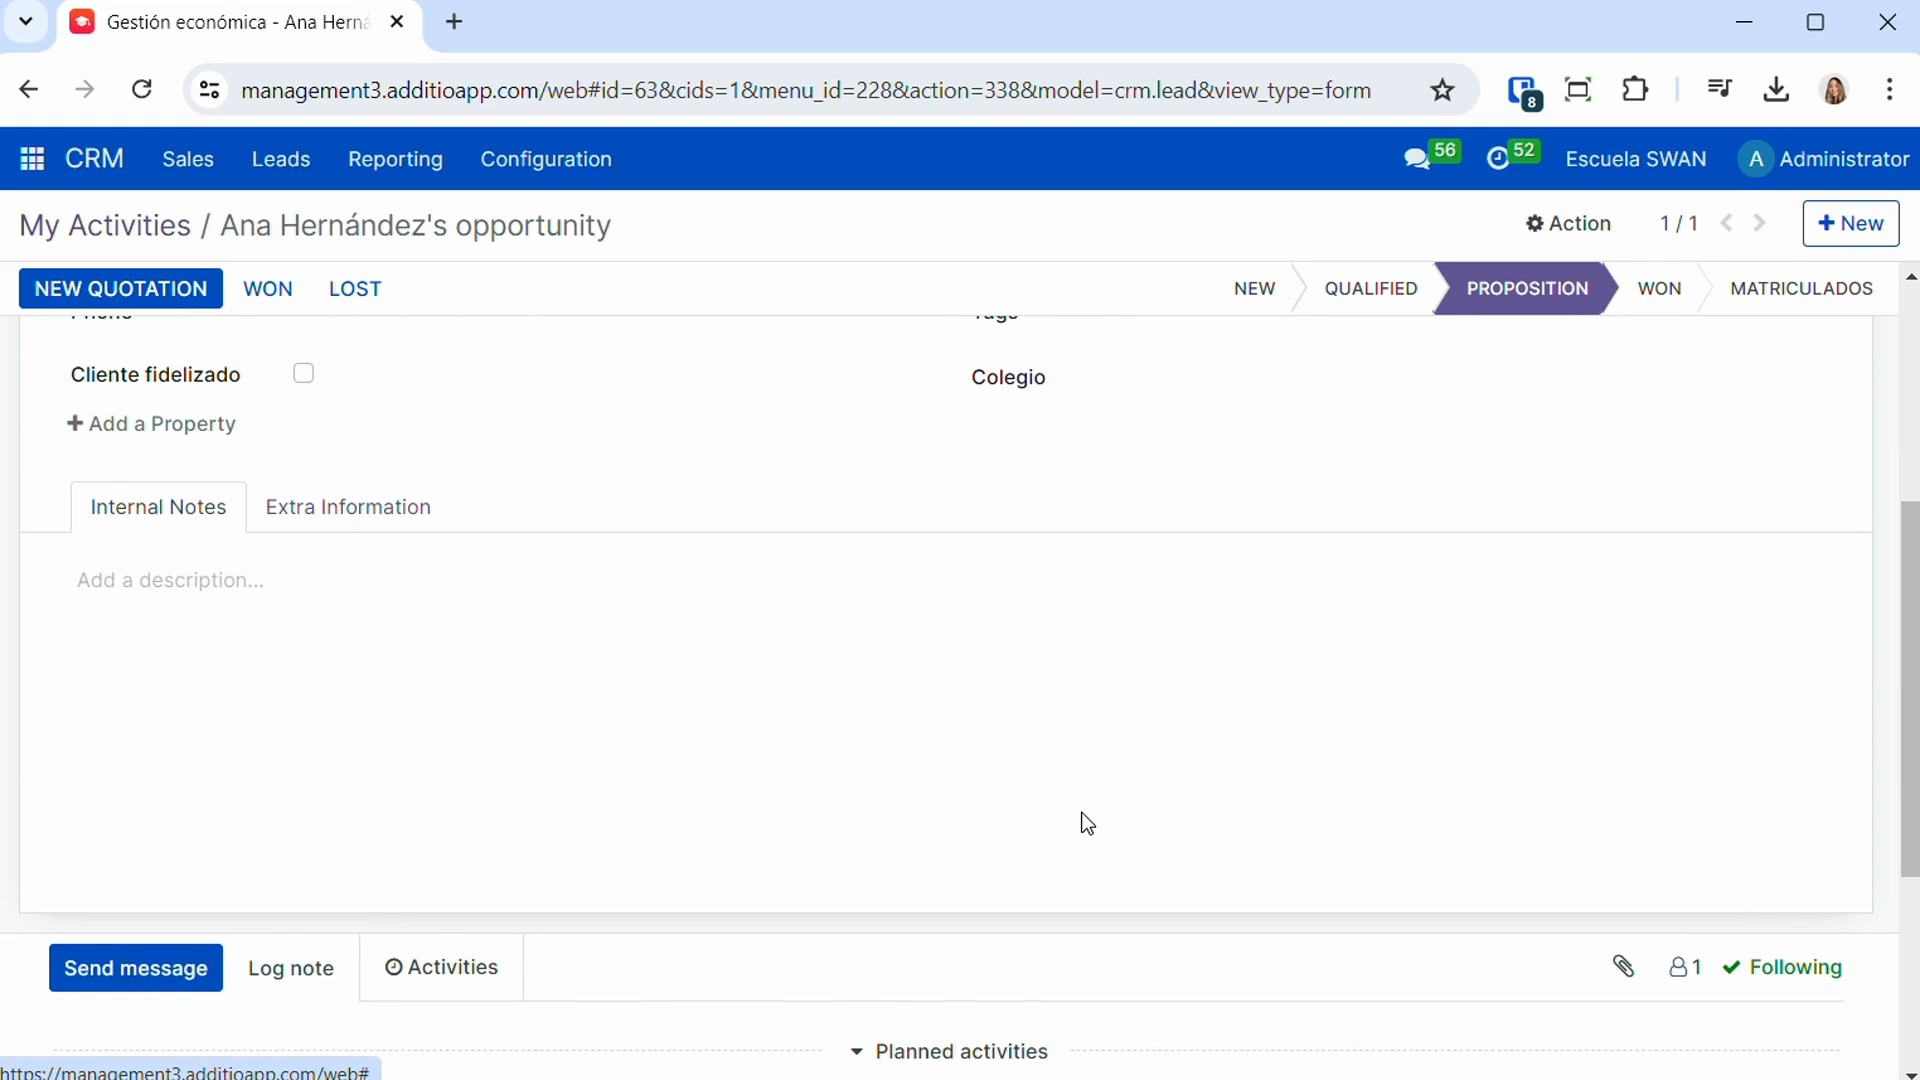 Gestión económica - Ana Herná
management3.additioapp.com/web#id=63&cids=1&menu_id=228&action=338&model=crm.lead&view_type=form
8
CRM Sales Leads Reporting Configuration 56 52 Escuela SWAN A Administrator
My Activities / Ana Hernández's opportunity Action 1 / 1 New
NEW QUOTATION WON LOST NEW QUALIFIED PROPOSITION WON MATRICULADOS
Phone Tags
Cliente fidelizado Colegio
+ Add a Property
Internal Notes Extra Information
Add a description...
Send message Log note Activities 1 Following
Planned activities
https://management3.additioapp.com/web#